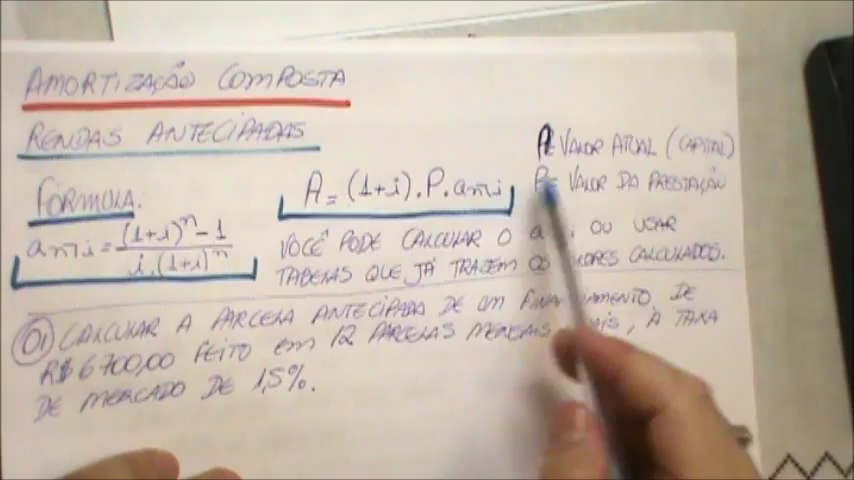 AMORTIZAÇÃO COMPOSTA
RENDAS ANTECIPADAS
FÓRMULA:
an¬i = (1+i)^n - 1 / i.(1+i)^n
A = (1+i).P.an¬i
A = VALOR ATUAL (CAPITAL)
P = VALOR DA PRESTAÇÃO
VOCÊ PODE CALCULAR O OU USAR
TABELAS QUE JÁ TRAZEM OS CALCULADOS.
01 CALCULAR A PARCELA ANTECIPADA DE UM DE
R$6700,00 FEITO EM 12 PARCELAS À TAXA
DE MERCADO DE 1,5%.